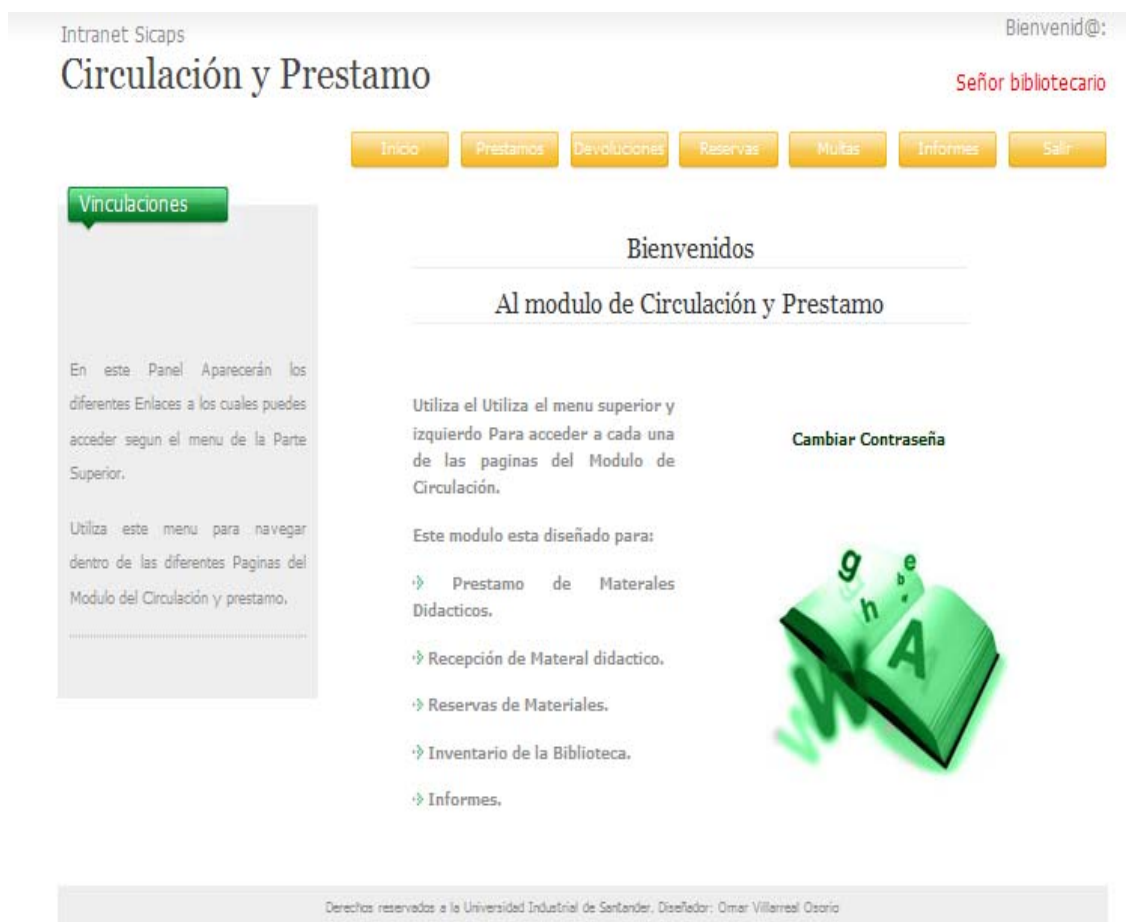 Intranet Sicaps
Bienvenid@:
Circulación y Prestamo
Señor bibliotecario
Inicio Prestamos Devoluciones Reservas Multas Informes Salir
Vinculaciones
En este Panel Aparecerán los
diferentes Enlaces a los cuales puedes
acceder segun el menu de la Parte
Superior.
Utiliza este menu para navegar
dentro de las diferentes Paginas del
Modulo del Circulación y prestamo.
Bienvenidos
Al modulo de Circulación y Prestamo
Utiliza el Utiliza el menu superior y
izquierdo Para acceder a cada una
de las paginas del Modulo de
Circulación.
Este modulo esta diseñado para:
Prestamo de Materales
Didacticos.
Recepción de Materal didactico.
Reservas de Materiales.
Inventario de la Biblioteca.
Informes.
Cambiar Contraseña
g e b d h A W W
Derechos reservados a la Universidad Industrial de Santander. Diseñador: Omar Villarreal Osorio